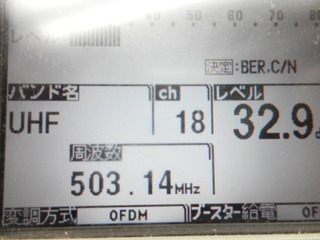 40 50 60 70 80
レベル
決定:BER,C/N
バンド名 ch レベル
UHF 18 32.9
周波数
503.14MHz
変調方式 OFDM ブースター給電 OF